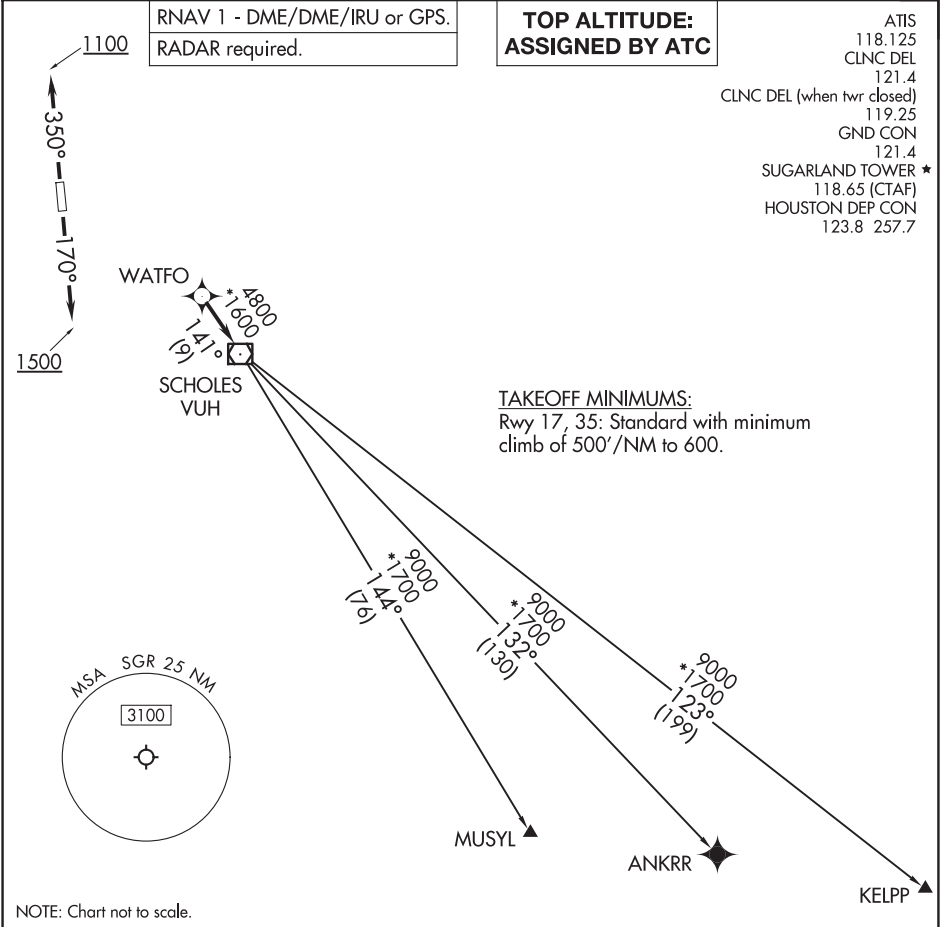 RNAV 1 - DME/DME/IRU or GPS.
RADAR required.
TOP ALTITUDE:
ASSIGNED BY ATC
ATIS
118.125
CLNC DEL
121.4
CLNC DEL (when twr closed)
119.25
GND CON
121.4
SUGARLAND TOWER ★
118.65 (CTAF)
HOUSTON DEP CON
123.8 257.7
1100
350°
170°
1500
WATFO
4800
*1600
141°
(9)
SCHOLES
VUH
TAKEOFF MINIMUMS:
Rwy 17, 35: Standard with minimum
climb of 500'/NM to 600.
9000
*1700
144°
(76)
9000
*1700
132°
(130)
9000
*1700
123°
(199)
MSA SGR 25 NM
3100
MUSYL
ANKRR
KELPP
NOTE: Chart not to scale.